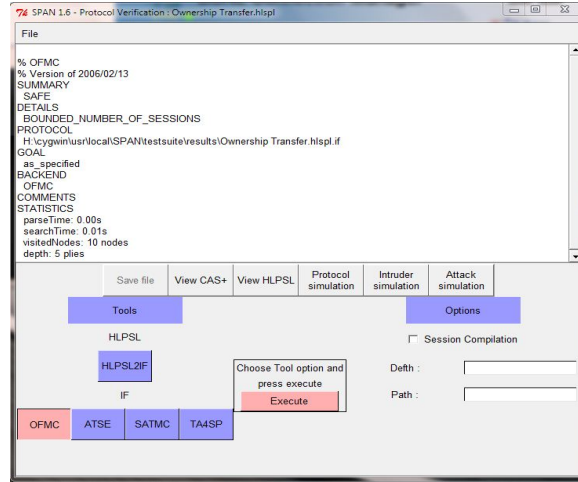 SPAN 1.6 - Protocol Verification : Ownership Transfer.hlspl
File
% OFMC
% Version of 2006/02/13
SUMMARY
SAFE
DETAILS
BOUNDED_NUMBER_OF_SESSIONS
PROTOCOL
H:\cygwin\usr\local\SPAN\testsuite\results\Ownership Transfer.hlspl.if
GOAL
as_specified
BACKEND
OFMC
COMMENTS
STATISTICS
parseTime: 0.00s
searchTime: 0.01s
visitedNodes: 10 nodes
depth: 5 plies
Save file View CAS+ View HLPSL Protocol simulation Intruder simulation Attack simulation
Tools
Options
HLPSL
Session Compilation
HLPSL2IF
Choose Tool option and
press execute
Execute
Defth :
IF
Path :
OFMC ATSE SATMC TA4SP